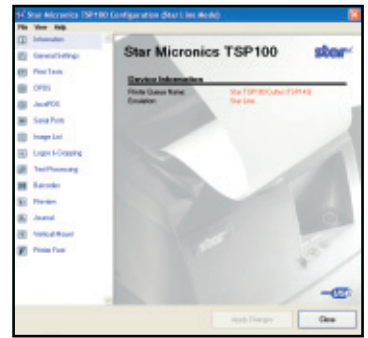 Star Micronics TSP100 Configuration (Star Line Mode)
File View Help
Information
General Settings
Print Tests
OPOS
JavaPOS
Serial Ports
Image List
Logos & Cropping
Text Processing
Barcodes
Preview
Journal
Vertical Mount
Printer Font
Star Micronics TSP100
star
Device Information
Printer Queue Name: Star TSP100 Cutter (TSP143)
Emulation: Star Line
star
USB
Apply Changes Close